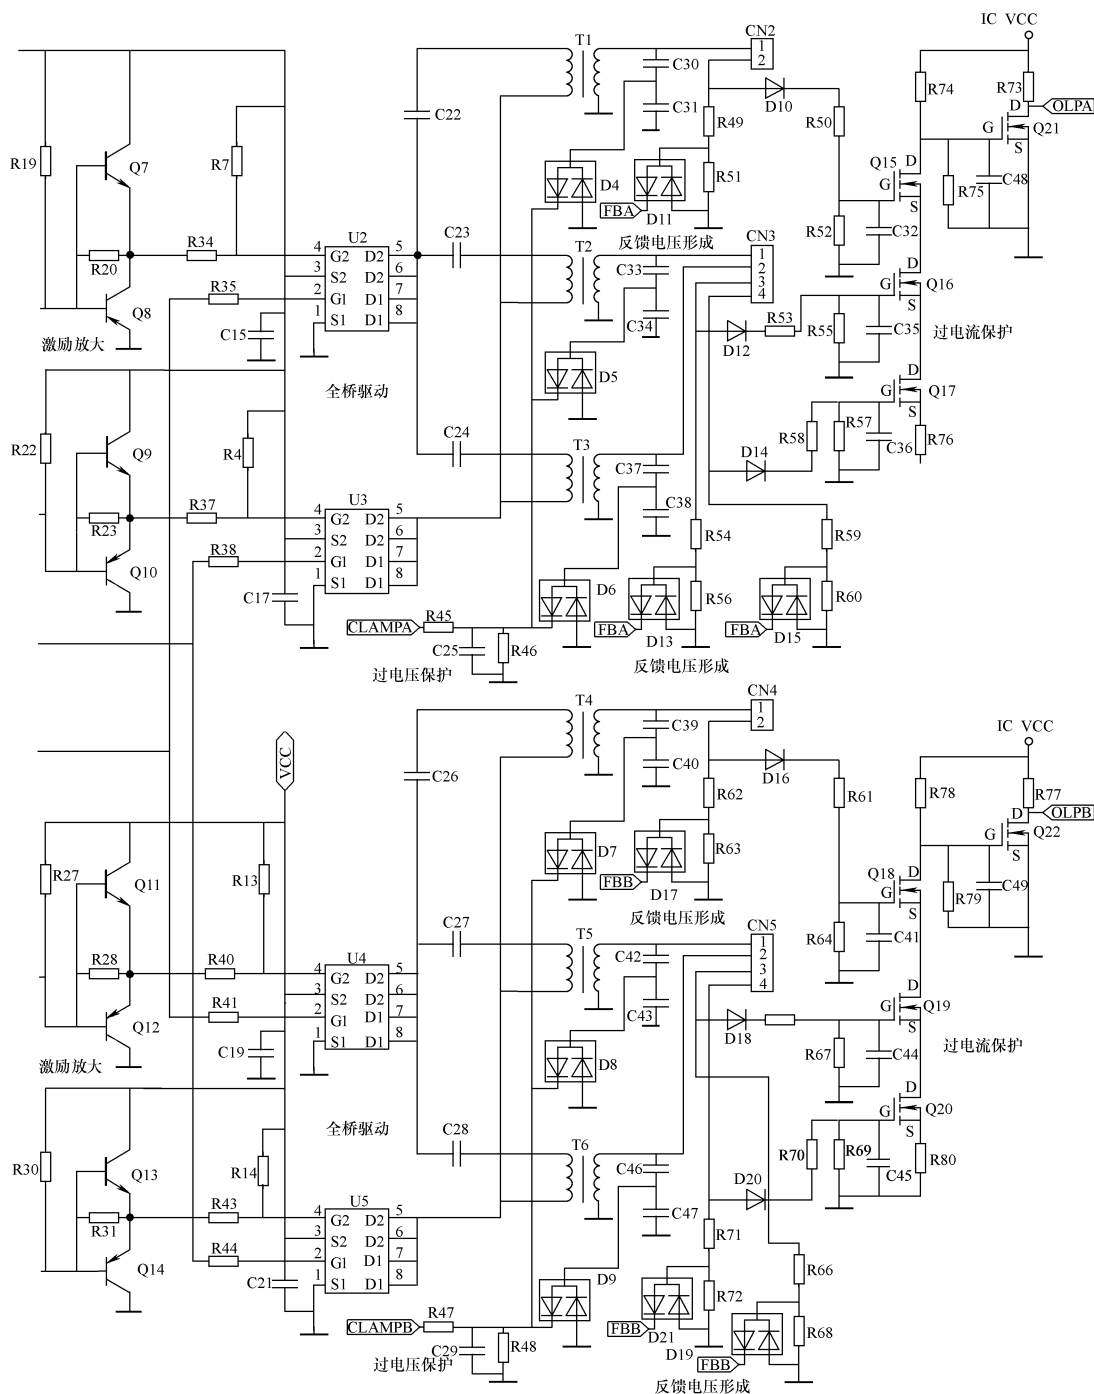 IC VCC
CN2
T1
1
2
C30
C31
C22
D10
R74
R73
D
OLPA
G
Q21
S
R19
Q7
R7
R49
R50
R51
D4
FBA
D11
反馈电压形成
Q15
D
G
S
R75
C48
R20
R34
R52
C32
R35
Q8
激励放大
C15
U2
4 G2 D2 5
3 S2 D2 6
2 G1 D1 7
1 S1 D1 8
全桥驱动
C23
T2
C33
C34
CN3
1
2
3
4
D12
R53
R55
C35
D
G
Q16
S
过电流保护
D5
R22
Q9
R4
C24
T3
C37
C38
D14
R58
R57
C36
D
G
Q17
S
R76
R23
R37
R38
Q10
C17
U3
4 G2 D2 5
3 S2 D2 6
2 G1 D1 7
1 S1 D1 8
R54
R59
D6
R56
R60
CLAMPA
R45
C25
R46
过电压保护
FBA
D13
FBA
D15
反馈电压形成
T4
CN4
1
2
C39
C40
VCC
C26
D16
IC VCC
R78
R77
D
OLPB
G
Q22
S
R62
R61
R63
D7
FBB
D17
反馈电压形成
R27
Q11
R13
Q18
D
G
S
R79
C49
R28
R40
R41
Q12
激励放大
C19
U4
4 G2 D2 5
3 S2 D2 6
2 G1 D1 7
1 S1 D1 8
C27
T5
C42
C43
CN5
1
2
3
4
R64
C41
D18
R67
C44
D
G
Q19
S
过电流保护
D8
全桥驱动
R30
Q13
R14
C28
T6
C46
C47
D20
R70
R69
C45
D
G
Q20
S
R80
R31
R43
R44
Q14
C21
U5
4 G2 D2 5
3 S2 D2 6
2 G1 D1 7
1 S1 D1 8
R71
R66
D9
R72
R68
CLAMPB
R47
C29
R48
过电压保护
FBB
D21
D19
FBB
反馈电压形成